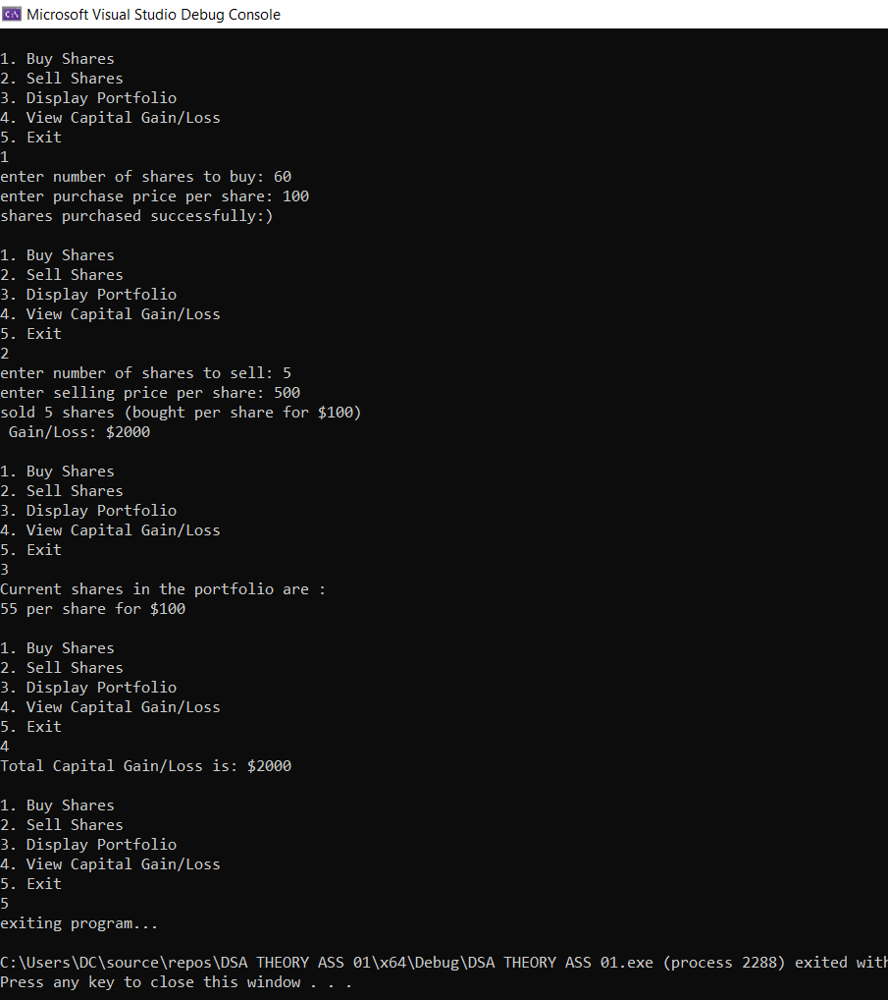 Microsoft Visual Studio Debug Console
1. Buy Shares
2. Sell Shares
3. Display Portfolio
4. View Capital Gain/Loss
5. Exit
1
enter number of shares to buy: 60
enter purchase price per share: 100
shares purchased successfully:)
1. Buy Shares
2. Sell Shares
3. Display Portfolio
4. View Capital Gain/Loss
5. Exit
2
enter number of shares to sell: 5
enter selling price per share: 500
sold 5 shares (bought per share for $100)
 Gain/Loss: $2000
1. Buy Shares
2. Sell Shares
3. Display Portfolio
4. View Capital Gain/Loss
5. Exit
3
Current shares in the portfolio are :
55 per share for $100
1. Buy Shares
2. Sell Shares
3. Display Portfolio
4. View Capital Gain/Loss
5. Exit
4
Total Capital Gain/Loss is: $2000
1. Buy Shares
2. Sell Shares
3. Display Portfolio
4. View Capital Gain/Loss
5. Exit
5
exiting program...
C:\Users\DC\source\repos\DSA THEORY ASS 01\x64\Debug\DSA THEORY ASS 01.exe (process 2288) exited with
Press any key to close this window . . .